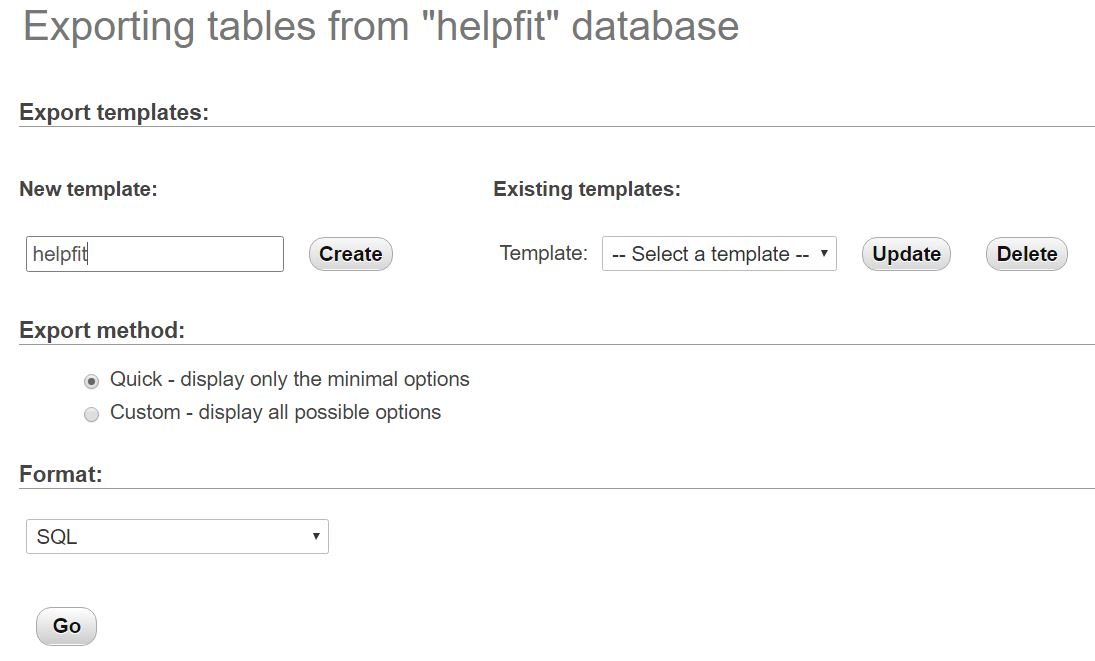 Exporting tables from "helpfit" database
Export templates:
New template:
Existing templates:
helpfit
Create
Template:
-- Select a template --
Update
Delete
Export method:
Quick - display only the minimal options
Custom - display all possible options
Format:
SQL
Go